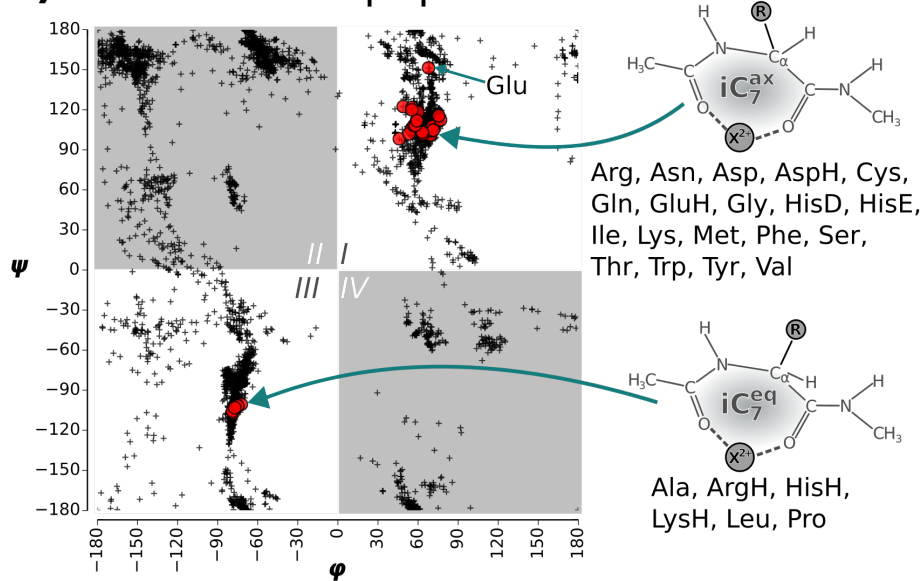 180
150
120
90
60
30
0
−30
−60
−90
−120
−150
−180
ψ
−180
−150
−120
−90
−60
−30
0
30
60
90
120
150
180
φ
II
I
III
IV
Glu
H
R
H
N
Cα
H₃C
C
iC₇ᵃˣ
C
N
H
O
O
X²⁺
CH₃
Arg, Asn, Asp, AspH, Cys,
Gln, GluH, Gly, HisD, HisE,
Ile, Lys, Met, Phe, Ser,
Thr, Trp, Tyr, Val
H
R
N
Cα
H
H₃C
C
iC₇ᵉq
C
N
H
O
O
X²⁺
CH₃
Ala, ArgH, HisH,
LysH, Leu, Pro